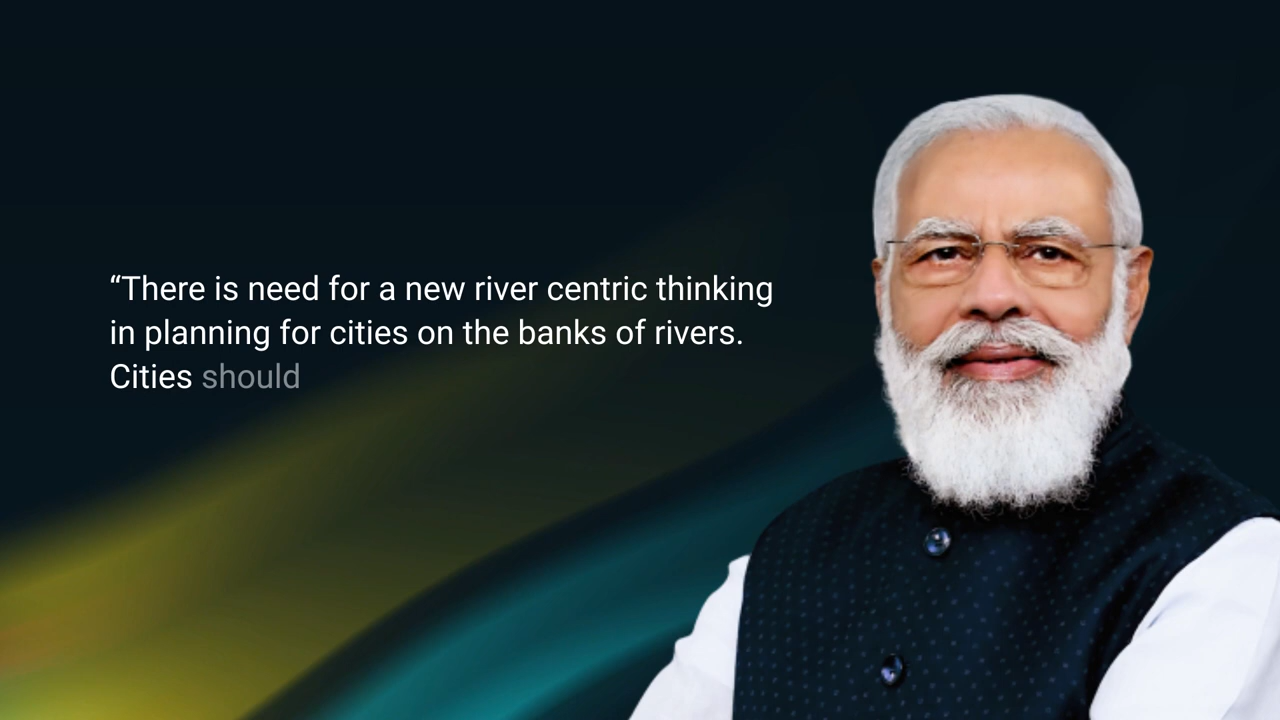 “There is need for a new river centric thinking
in planning for cities on the banks of rivers.
Cities should